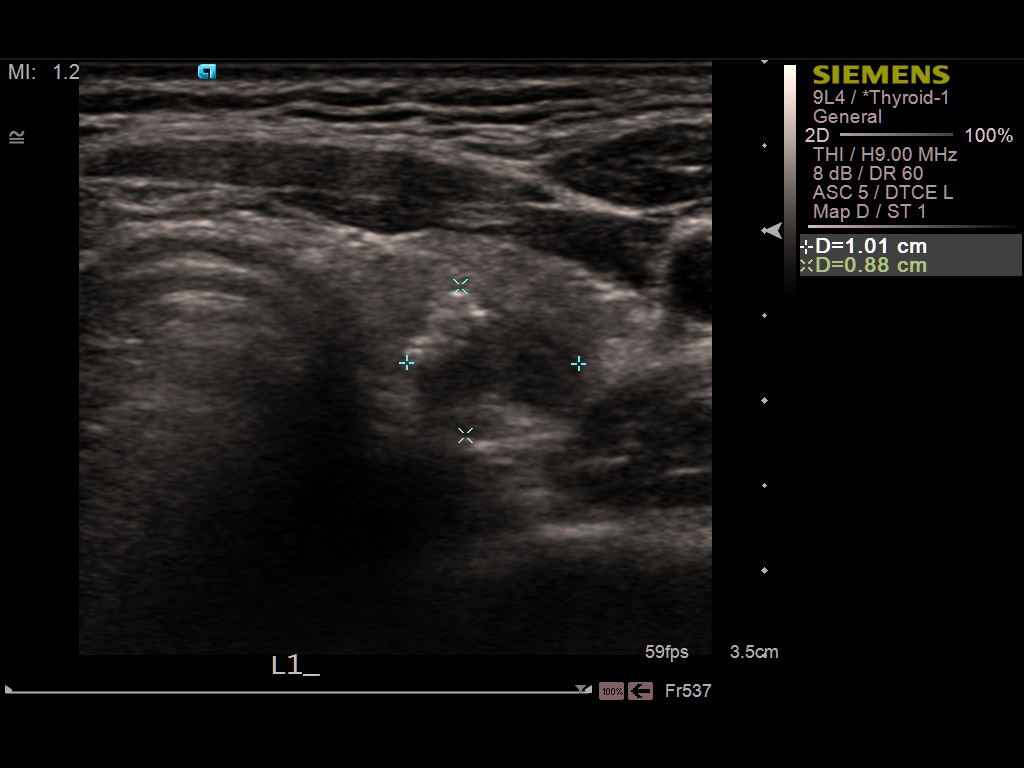 MI: 1.2
SIEMENS
9L4 / *Thyroid-1
General
2D 100%
THI / H9.00 MHz
8 dB / DR 60
ASC 5 / DTCE L
Map D / ST 1
D=1.01 cm
D=0.88 cm
59fps 3.5cm
L1_
100% Fr537